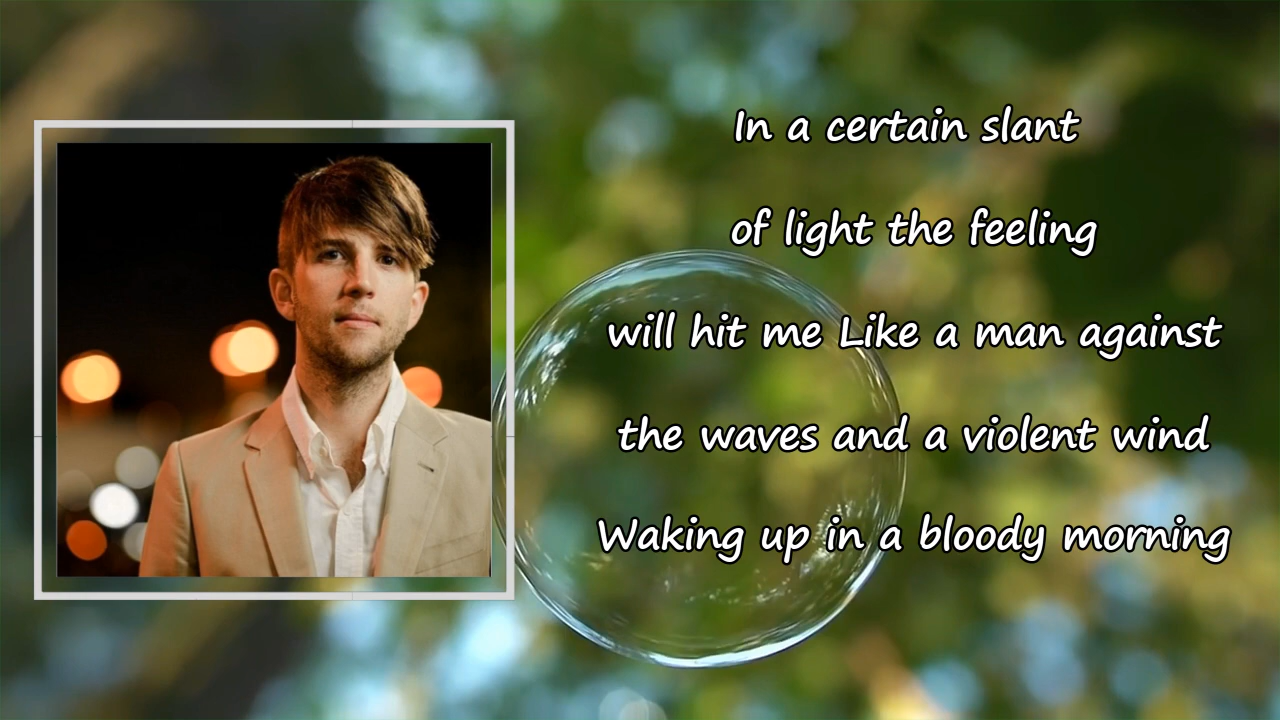 In a certain slant
of light the feeling
will hit me Like a man against
the waves and a violent wind
Waking up in a bloody morning